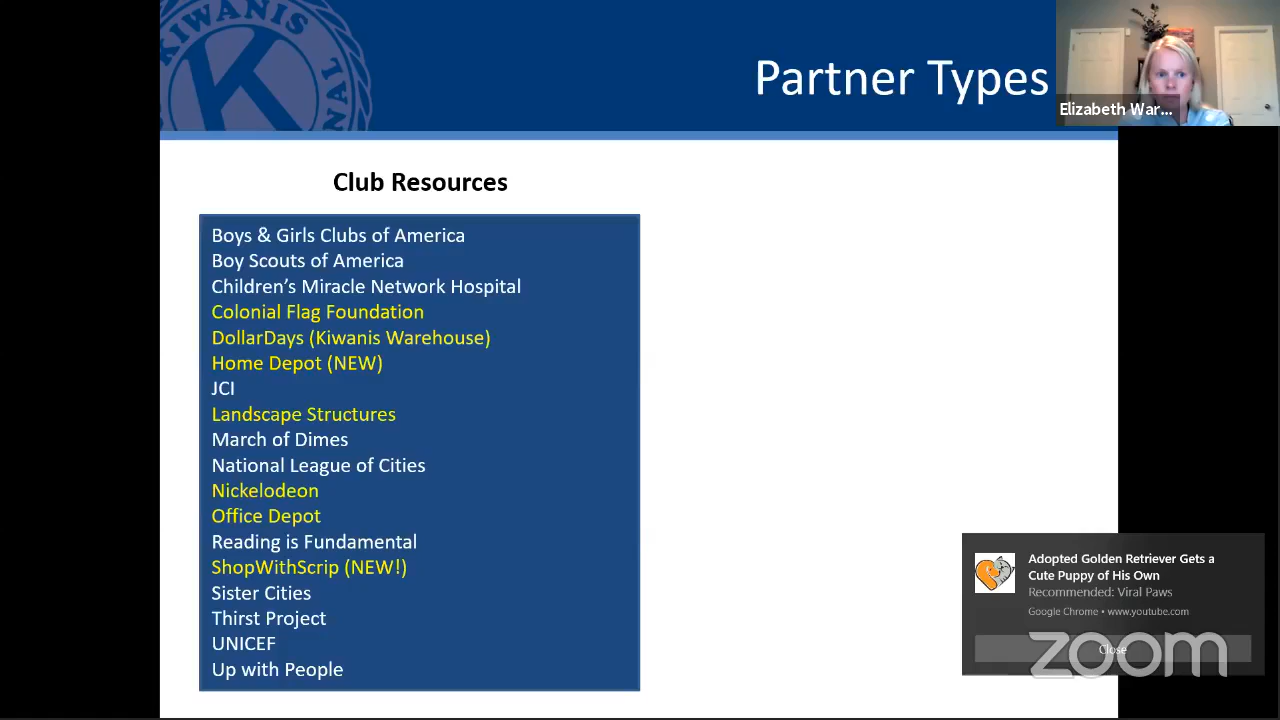 KIWANIS
K
Partner Types
Elizabeth War...
Club Resources
Boys & Girls Clubs of America
Boy Scouts of America
Children's Miracle Network Hospital
Colonial Flag Foundation
DollarDays (Kiwanis Warehouse)
Home Depot (NEW)
JCI
Landscape Structures
March of Dimes
National League of Cities
Nickelodeon
Office Depot
Reading is Fundamental
ShopWithScrip (NEW!)
Sister Cities
Thirst Project
UNICEF
Up with People
Adopted Golden Retriever Gets a
Cute Puppy of His Own
Recommended: Viral Paws
Google Chrome • www.youtube.com
Close
zoom